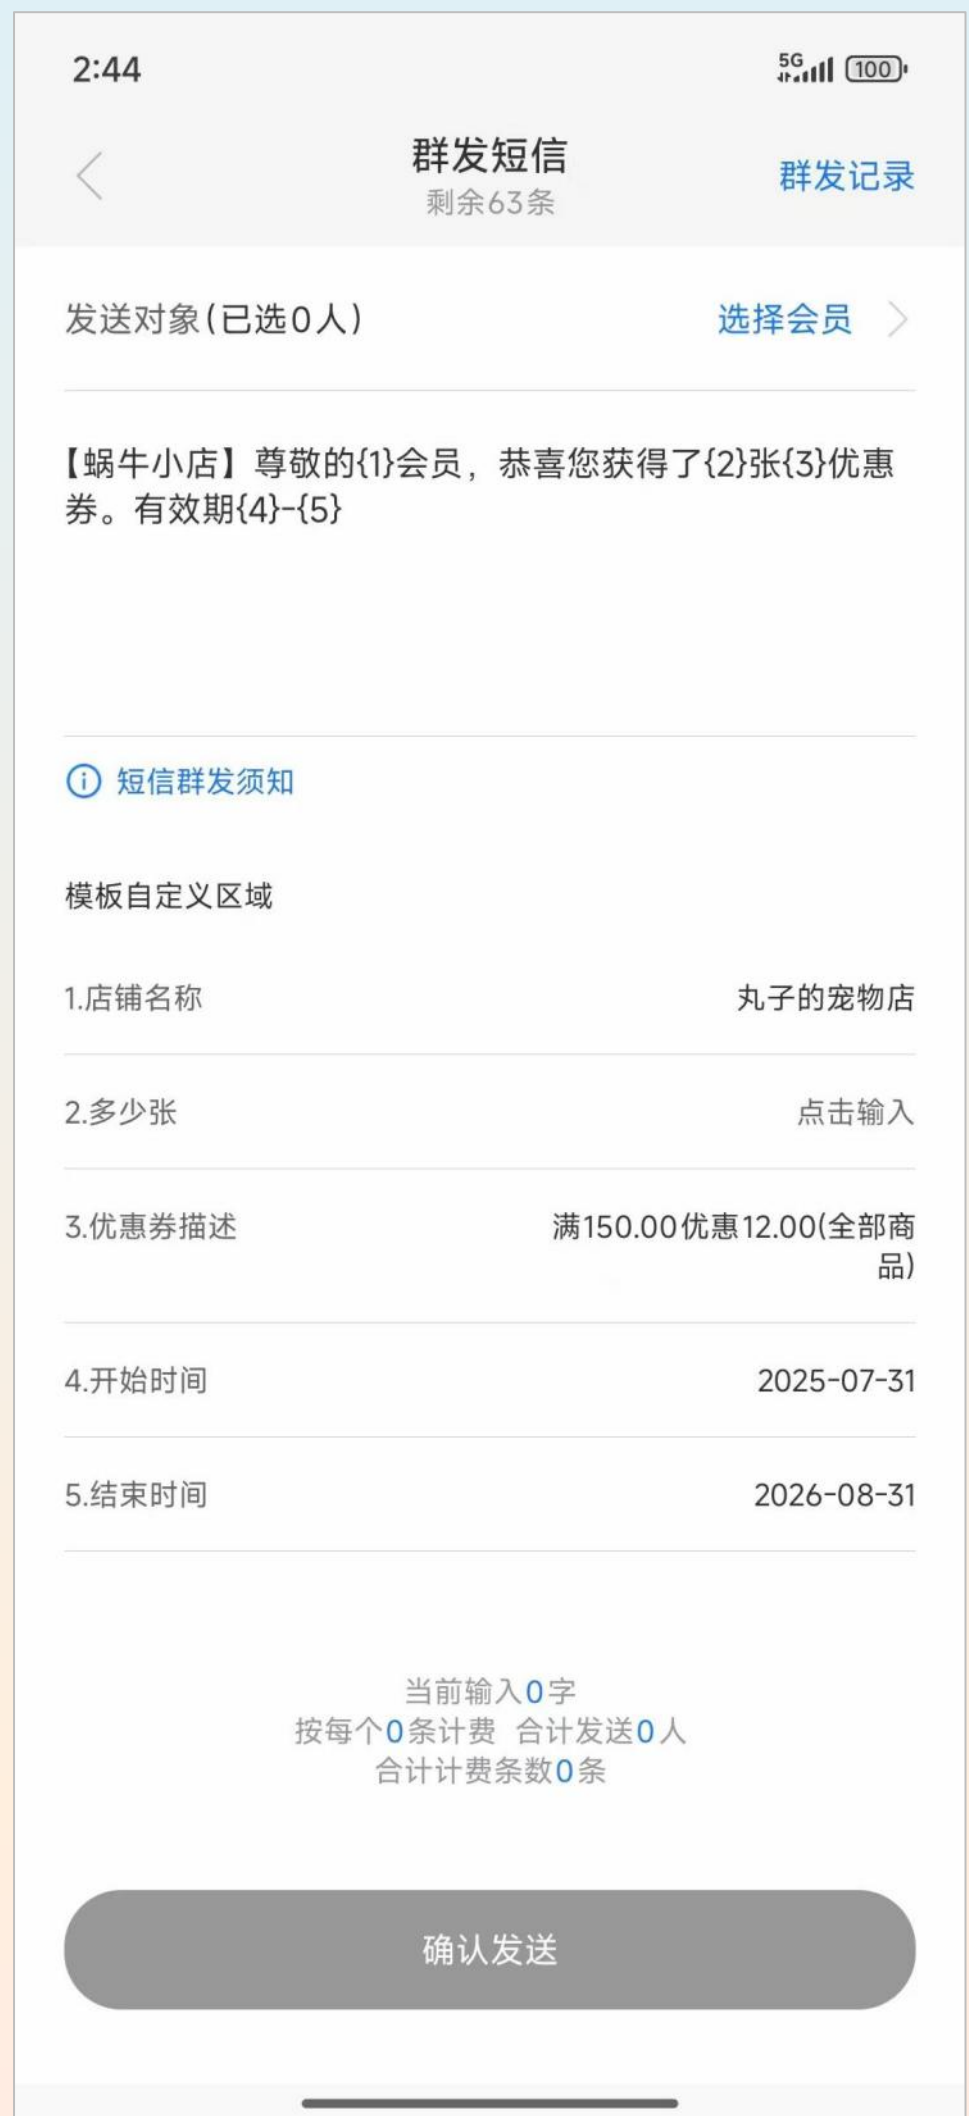 2:44
5G 100
群发短信
剩余63条
群发记录
发送对象(已选0人)
选择会员
【蜗牛小店】尊敬的{1}会员，恭喜您获得了{2}张{3}优惠
券。有效期{4}-{5}
短信群发须知
模板自定义区域
1.店铺名称
丸子的宠物店
2.多少张
点击输入
3.优惠券描述
满150.00优惠12.00(全部商
品)
4.开始时间
2025-07-31
5.结束时间
2026-08-31
当前输入0字
按每个0条计费 合计发送0人
合计计费条数0条
确认发送